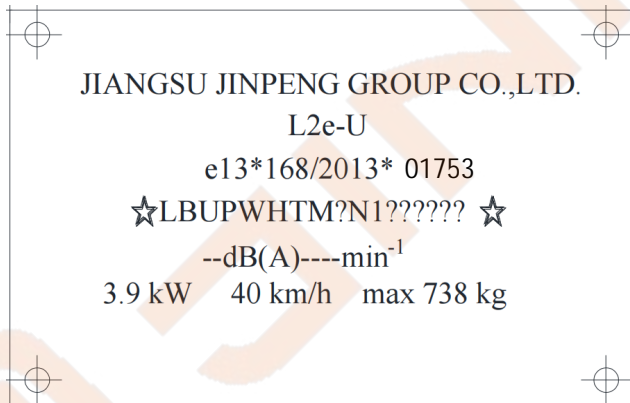 JIANGSU JINPENG GROUP CO.,LTD.
L2e-U
e13*168/2013* 01753
☆LBUPWHTM?N1?????? ☆
--dB(A)----min⁻¹
3.9 kW 40 km/h max 738 kg